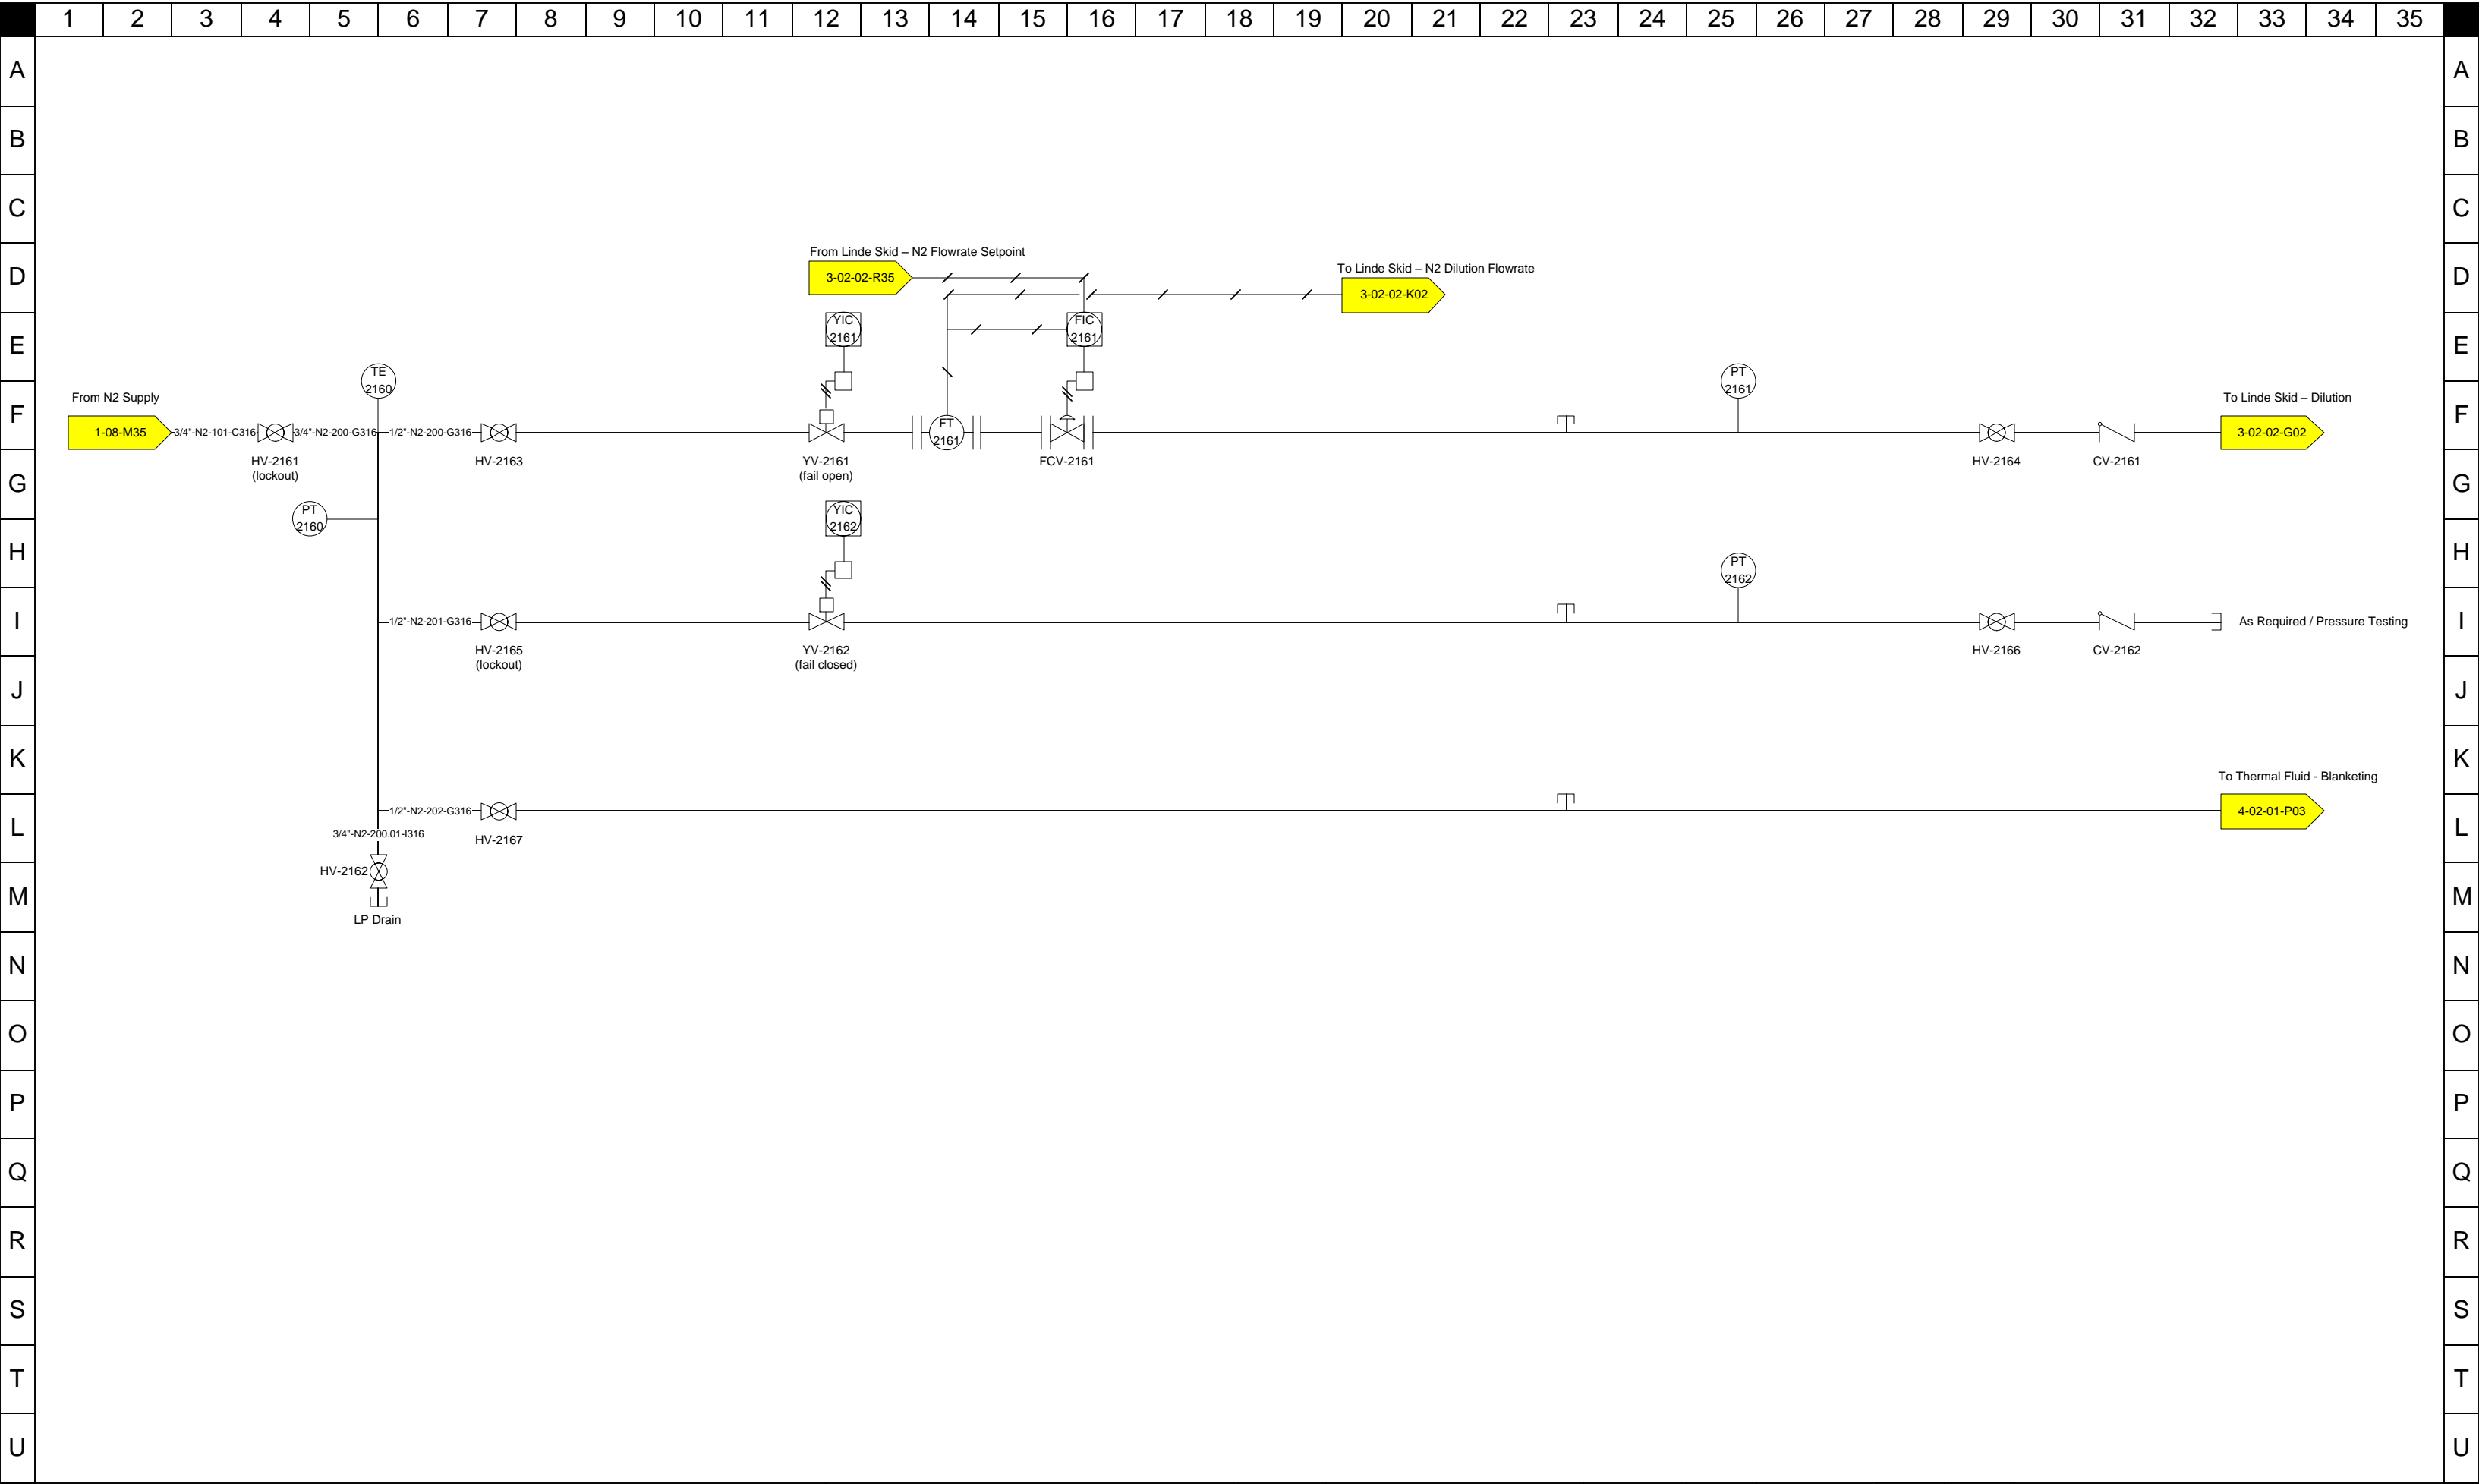 1 2 3 4 5 6 7 8 9 10 11 12 13 14 15 16 17 18 19 20 21 22 23 24 25 26 27 28 29 30 31 32 33 34 35
A A
B B
C C
From Linde Skid – N2 Flowrate Setpoint
D D
To Linde Skid – N2 Dilution Flowrate
3-02-02-R35
3-02-02-K02
YIC
2161
FIC
2161
E E
TE
2160
PT
2161
From N2 Supply
To Linde Skid – Dilution
F F
1-08-M35
3/4"-N2-101-C316
3/4"-N2-200-G316
1/2"-N2-200-G316
FT
2161
3-02-02-G02
HV-2161
(lockout)
HV-2163
YV-2161
(fail open)
FCV-2161
HV-2164
CV-2161
G G
PT
2160
YIC
2162
H H
PT
2162
I I
1/2"-N2-201-G316
As Required / Pressure Testing
HV-2165
(lockout)
YV-2162
(fail closed)
HV-2166
CV-2162
J J
K K
To Thermal Fluid - Blanketing
1/2"-N2-202-G316
4-02-01-P03
L L
3/4"-N2-200.01-I316
HV-2167
HV-2162
M M
LP Drain
N N
O O
P P
Q Q
R R
S S
T T
U U